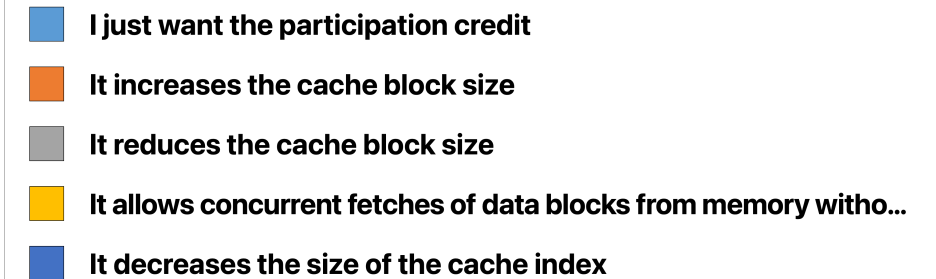 I just want the participation credit
It increases the cache block size
It reduces the cache block size
It allows concurrent fetches of data blocks from memory witho...
It decreases the size of the cache index